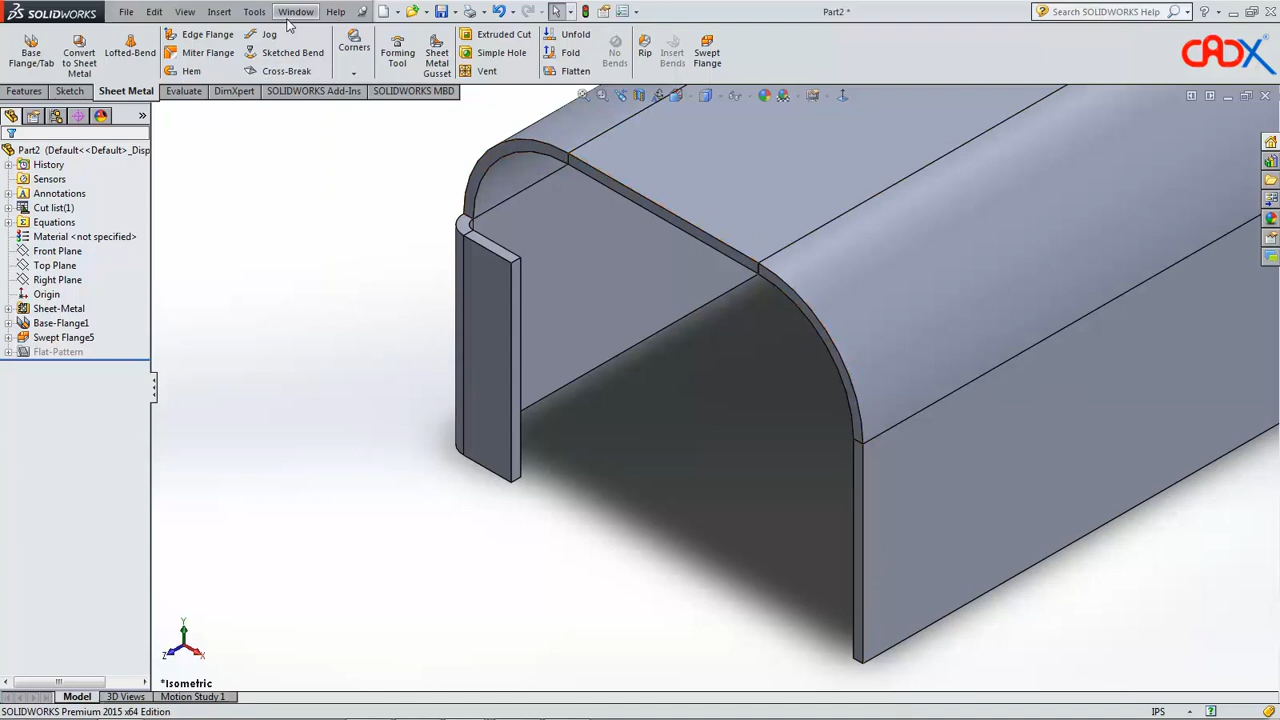 SOLIDWORKS File Edit View Insert Tools Window Help Part2 * Search SOLIDWORKS Help
Base Flange/Tab
Convert to Sheet Metal
Lofted-Bend
Edge Flange
Miter Flange
Hem
Jog
Sketched Bend
Cross-Break
Corners
Forming Tool
Sheet Metal Gusset
Extruded Cut
Simple Hole
Vent
Unfold
Fold
Flatten
No Bends
Rip
Insert Bends
Swept Flange
CADX
Features Sketch Sheet Metal Evaluate DimXpert SOLIDWORKS Add-Ins SOLIDWORKS MBD
Part2 (Default<<Default>_Disp
History
Sensors
Annotations
Cut list(1)
Equations
Material <not specified>
Front Plane
Top Plane
Right Plane
Origin
Sheet-Metal
Base-Flange1
Swept Flange5
Flat-Pattern
Y
Z X
*Isometric
Model 3D Views Motion Study 1
SOLIDWORKS Premium 2015 x64 Edition IPS